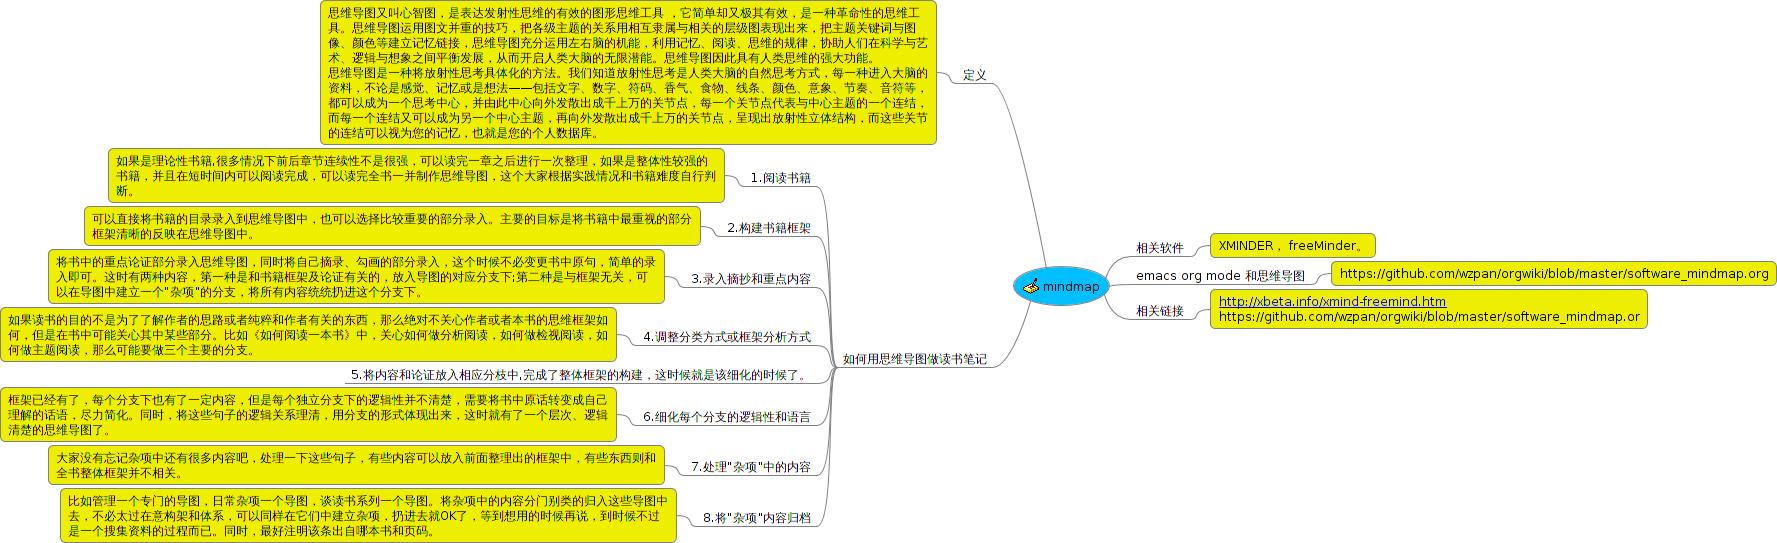 思维导图又叫心智图，是表达发射性思维的有效的图形思维工具 ，它简单却又极其有效，是一种革命性的思维工
具。思维导图运用图文并重的技巧，把各级主题的关系用相互隶属与相关的层级图表现出来，把主题关键词与图
像、颜色等建立记忆链接，思维导图充分运用左右脑的机能，利用记忆、阅读、思维的规律，协助人们在科学与艺
术、逻辑与想象之间平衡发展，从而开启人类大脑的无限潜能。思维导图因此具有人类思维的强大功能。
思维导图是一种将放射性思考具体化的方法。我们知道放射性思考是人类大脑的自然思考方式，每一种进入大脑的
资料，不论是感觉、记忆或是想法——包括文字、数字、符码、香气、食物、线条、颜色、意象、节奏、音符等，
都可以成为一个思考中心，并由此中心向外发散出成千上万的关节点，每一个关节点代表与中心主题的一个连结，
而每一个连结又可以成为另一个中心主题，再向外发散出成千上万的关节点，呈现出放射性立体结构，而这些关节
的连结可以视为您的记忆，也就是您的个人数据库。
定义
如果是理论性书籍,很多情况下前后章节连续性不是很强，可以读完一章之后进行一次整理，如果是整体性较强的
书籍，并且在短时间内可以阅读完成，可以读完全书一并制作思维导图，这个大家根据实践情况和书籍难度自行判
断。
1.阅读书籍
可以直接将书籍的目录录入到思维导图中，也可以选择比较重要的部分录入。主要的目标是将书籍中最重视的部分
框架清晰的反映在思维导图中。
2.构建书籍框架
将书中的重点论证部分录入思维导图，同时将自己摘录、勾画的部分录入，这个时候不必变更书中原句，简单的录
入即可。这时有两种内容，第一种是和书籍框架及论证有关的，放入导图的对应分支下;第二种是与框架无关，可
以在导图中建立一个"杂项"的分支，将所有内容统统扔进这个分支下。
3.录入摘抄和重点内容
如果读书的目的不是为了了解作者的思路或者纯粹和作者有关的东西，那么绝对不关心作者或者本书的思维框架如
何，但是在书中可能关心其中某些部分。比如《如何阅读一本书》中，关心如何做分析阅读，如何做检视阅读，如
何做主题阅读，那么可能要做三个主要的分支。
4.调整分类方式或框架分析方式
5.将内容和论证放入相应分枝中,完成了整体框架的构建，这时候就是该细化的时候了。
框架已经有了，每个分支下也有了一定内容，但是每个独立分支下的逻辑性并不清楚，需要将书中原话转变成自己
理解的话语，尽力简化。同时，将这些句子的逻辑关系理清，用分支的形式体现出来，这时就有了一个层次、逻辑
清楚的思维导图了。
6.细化每个分支的逻辑性和语言
大家没有忘记杂项中还有很多内容吧，处理一下这些句子，有些内容可以放入前面整理出的框架中，有些东西则和
全书整体框架并不相关。
7.处理"杂项"中的内容
比如管理一个专门的导图，日常杂项一个导图，谈读书系列一个导图。将杂项中的内容分门别类的归入这些导图中
去，不必太过在意构架和体系，可以同样在它们中建立杂项，扔进去就OK了，等到想用的时候再说，到时候不过
是一个搜集资料的过程而已。同时，最好注明该条出自哪本书和页码。
8.将"杂项"内容归档
如何用思维导图做读书笔记
mindmap
相关软件
XMINDER， freeMinder。
emacs org mode 和思维导图
https://github.com/wzpan/orgwiki/blob/master/software_mindmap.org
相关链接
http://xbeta.info/xmind-freemind.htm
https://github.com/wzpan/orgwiki/blob/master/software_mindmap.or